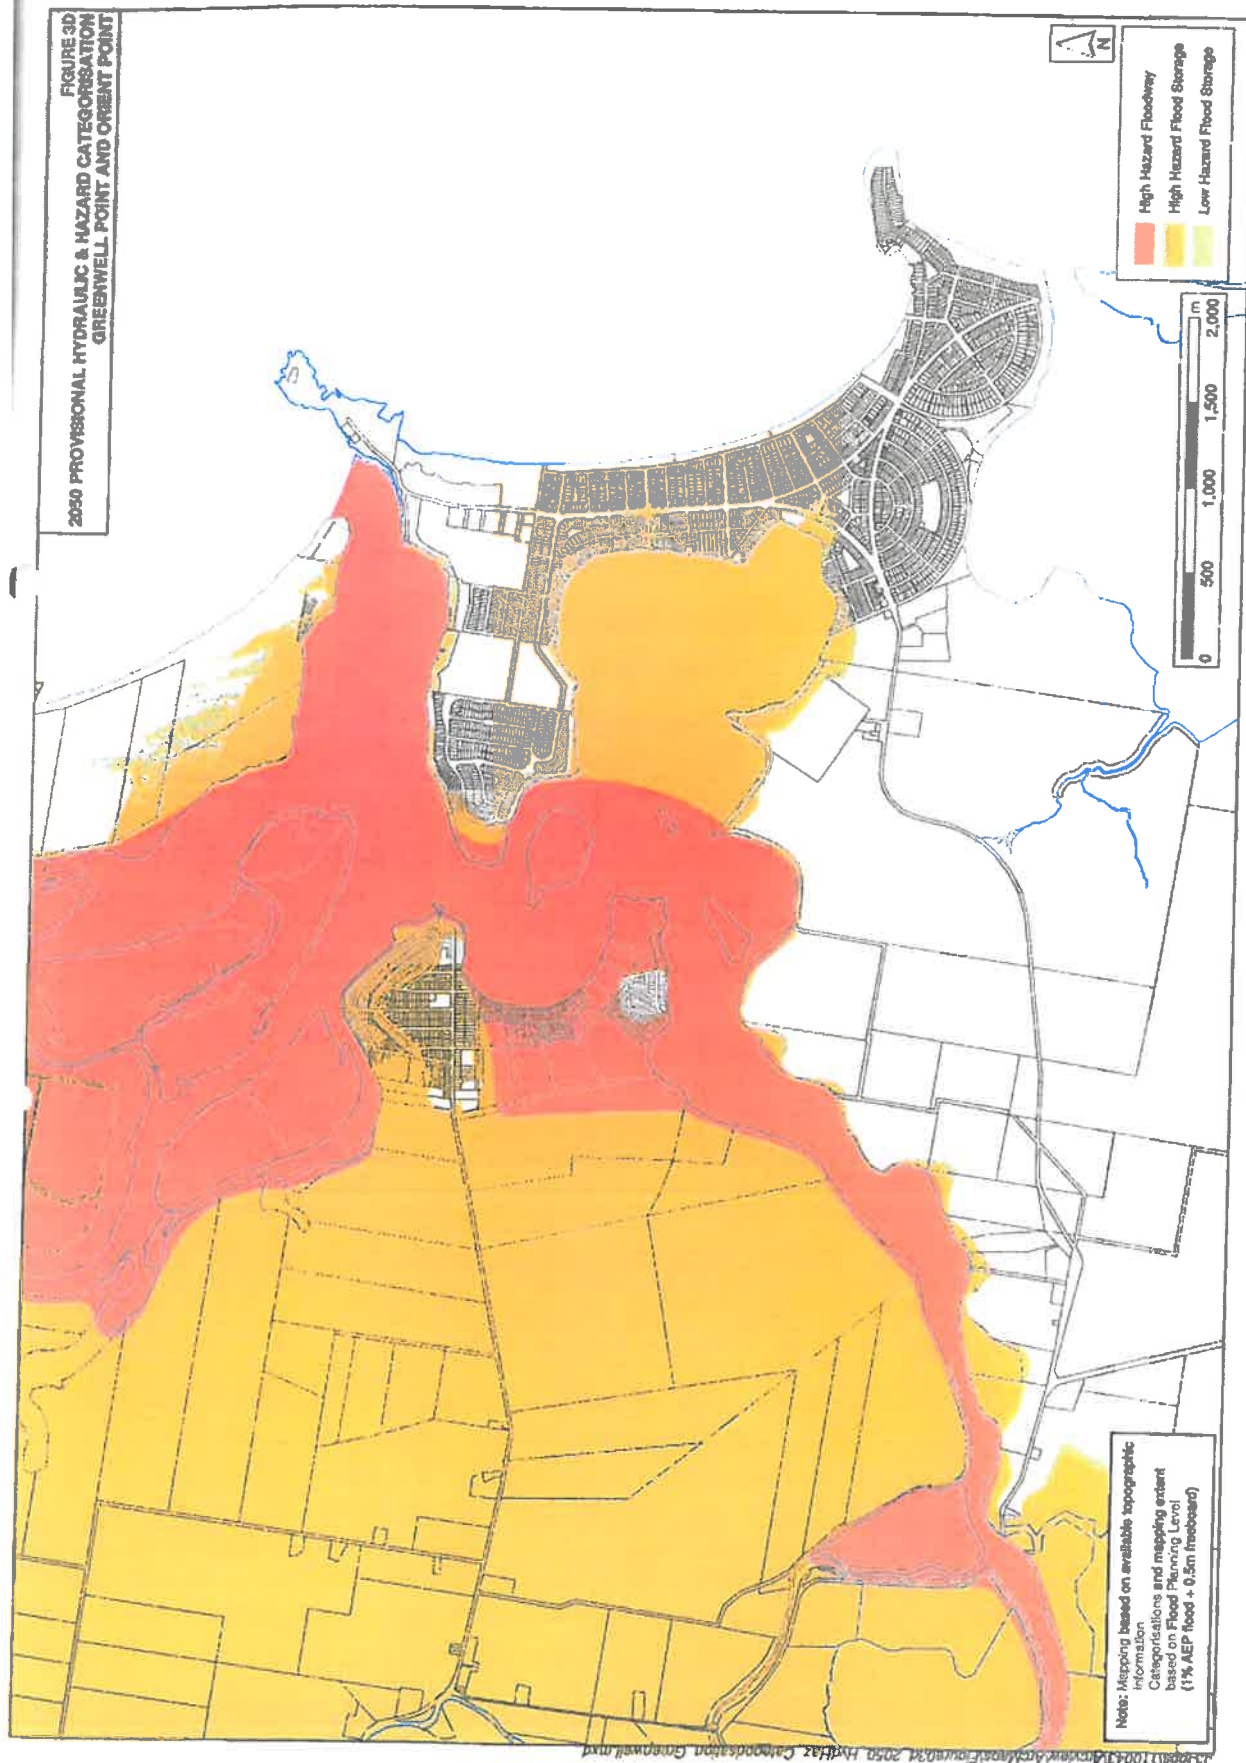 FIGURE 3D
2050 PROVISIONAL HYDRAULIC & HAZARD CATEGORISATION
GREENWELL POINT AND ORIENT POINT
N
High Hazard Floodway
High Hazard Flood Storage
Low Hazard Flood Storage
m
0 500 1,000 1,500 2,000
Note: Mapping based on available topographic
information
Categorisations and mapping extent
based on Flood Planning Level
(1% AEP flood + 0.5m freeboard)
Categorisation_Greenwell.mxd